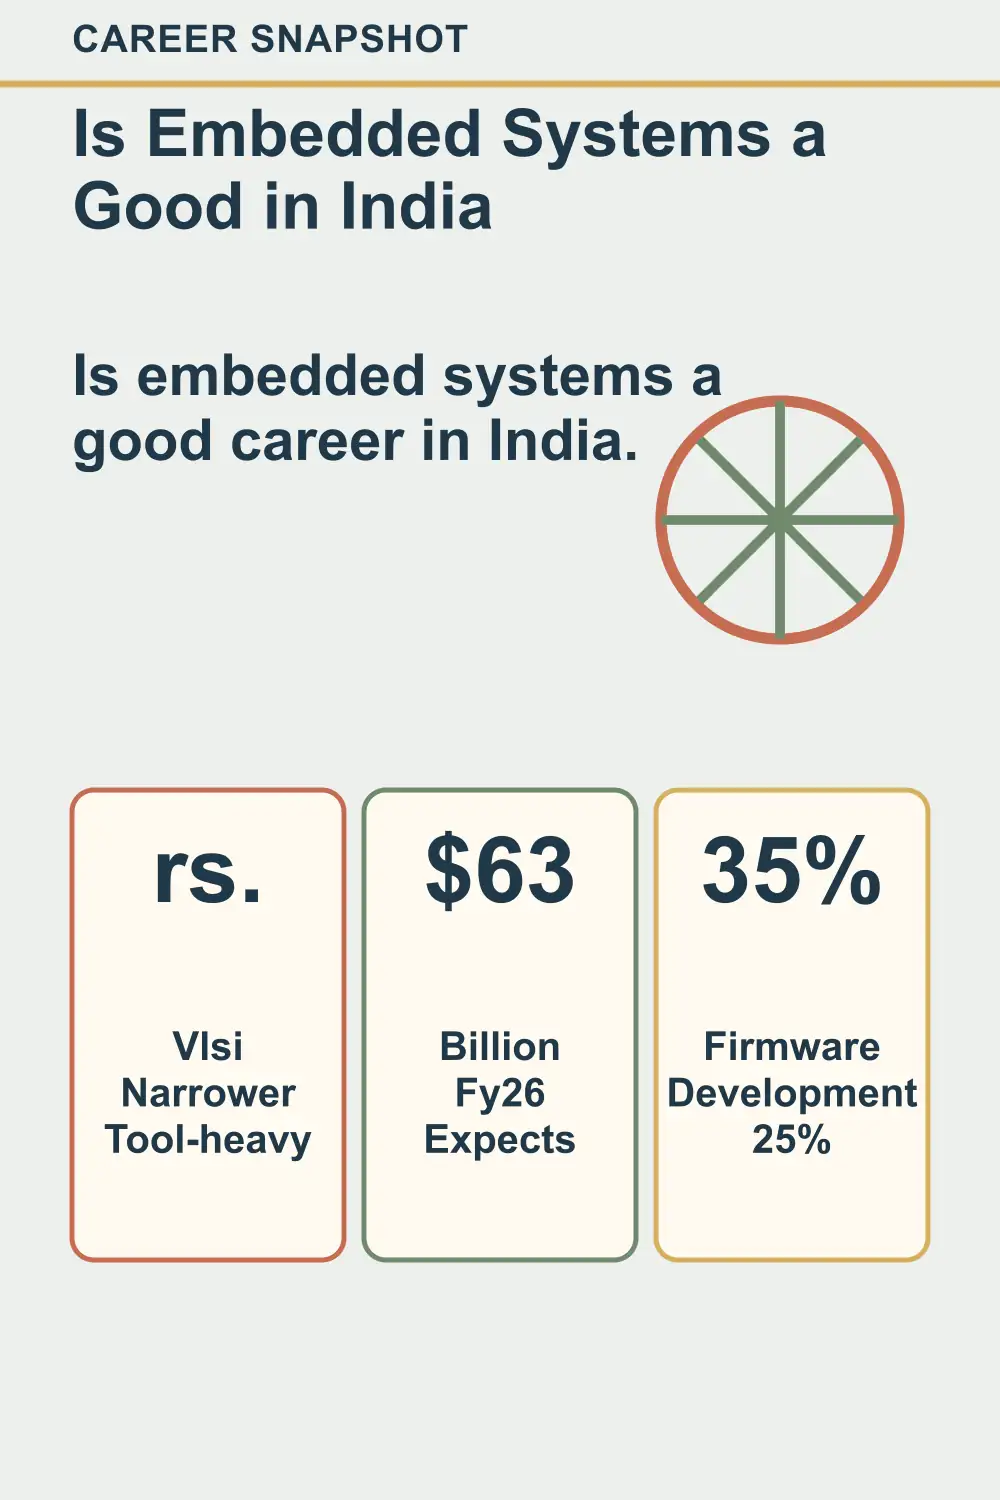 CAREER SNAPSHOT
Is Embedded Systems a
Good in India
Is embedded systems a
good career in India.
rs.
Vlsi
Narrower
Tool-heavy
$63
Billion
Fy26
Expects
35%
Firmware
Development
25%